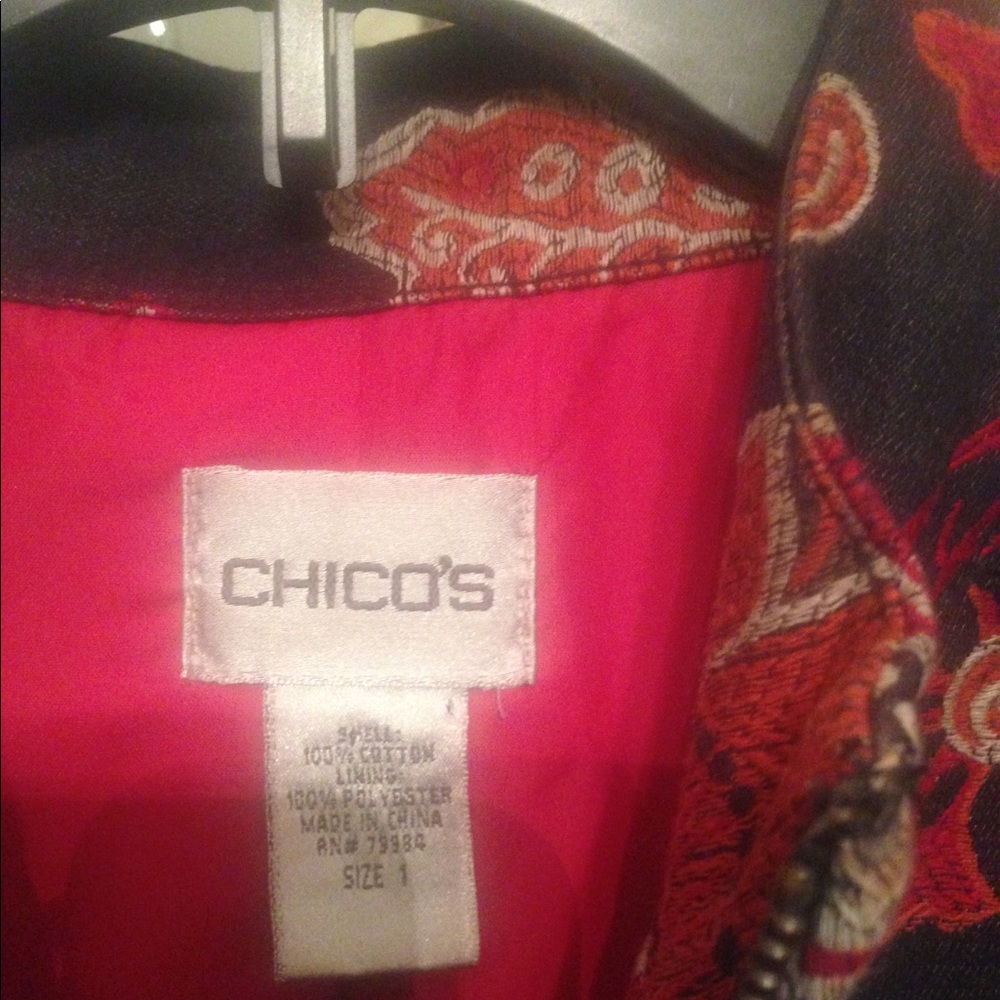 CHICO'S
SHELL:
100% COTTON
LINING:
100% POLYESTER
MADE IN CHINA
RN# 79984
SIZE 1